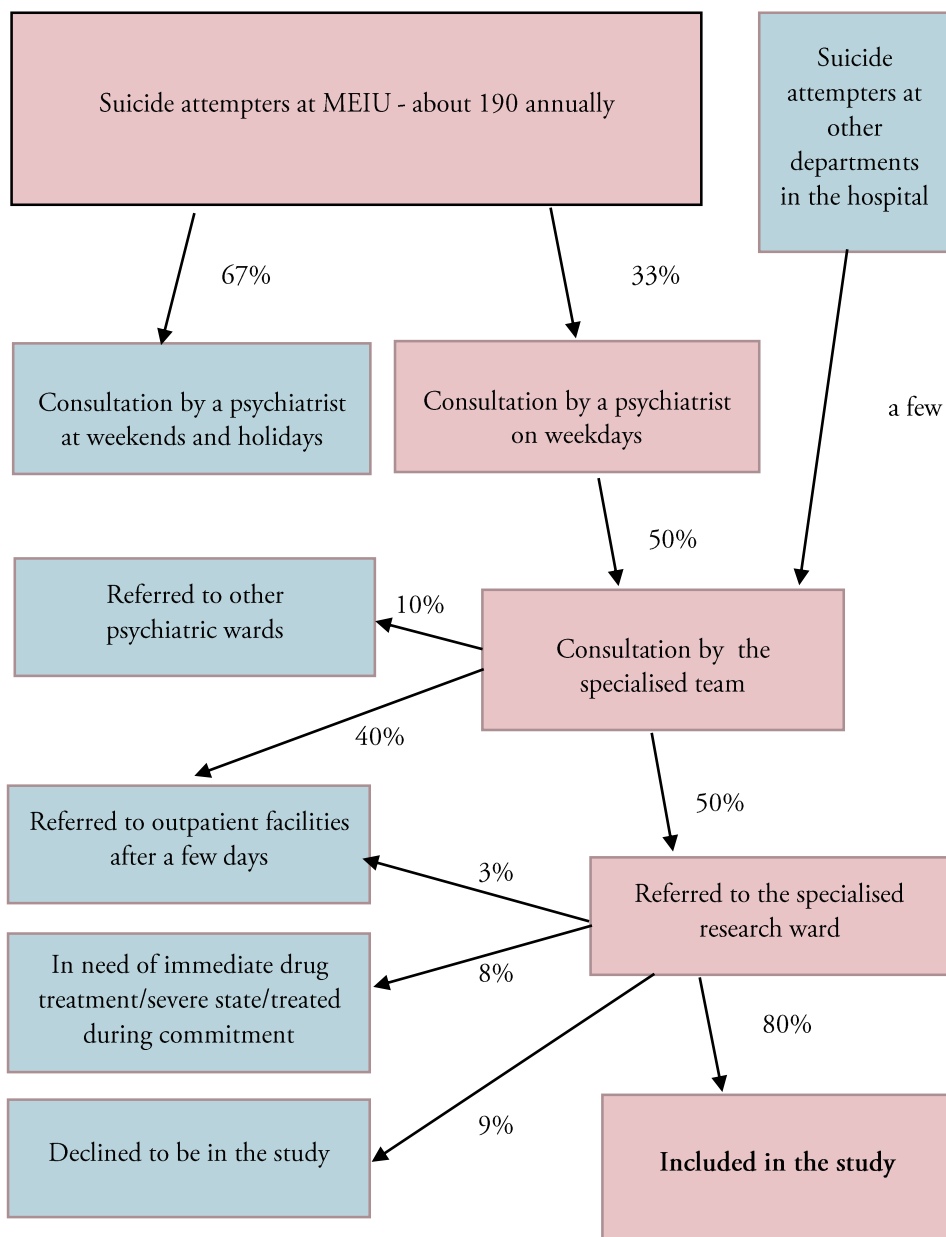 Suicide attempters at MEIU - about 190 annually
Suicide
attempters at
other
departments
in the hospital
67%
33%
a few
Consultation by a psychiatrist
at weekends and holidays
Consultation by a psychiatrist
on weekdays
50%
Referred to other
psychiatric wards
10%
Consultation by the
specialised team
40%
50%
Referred to outpatient facilities
after a few days
3%
Referred to the specialised
research ward
In need of immediate drug
treatment/severe state/treated
during commitment
8%
80%
Declined to be in the study
9%
Included in the study